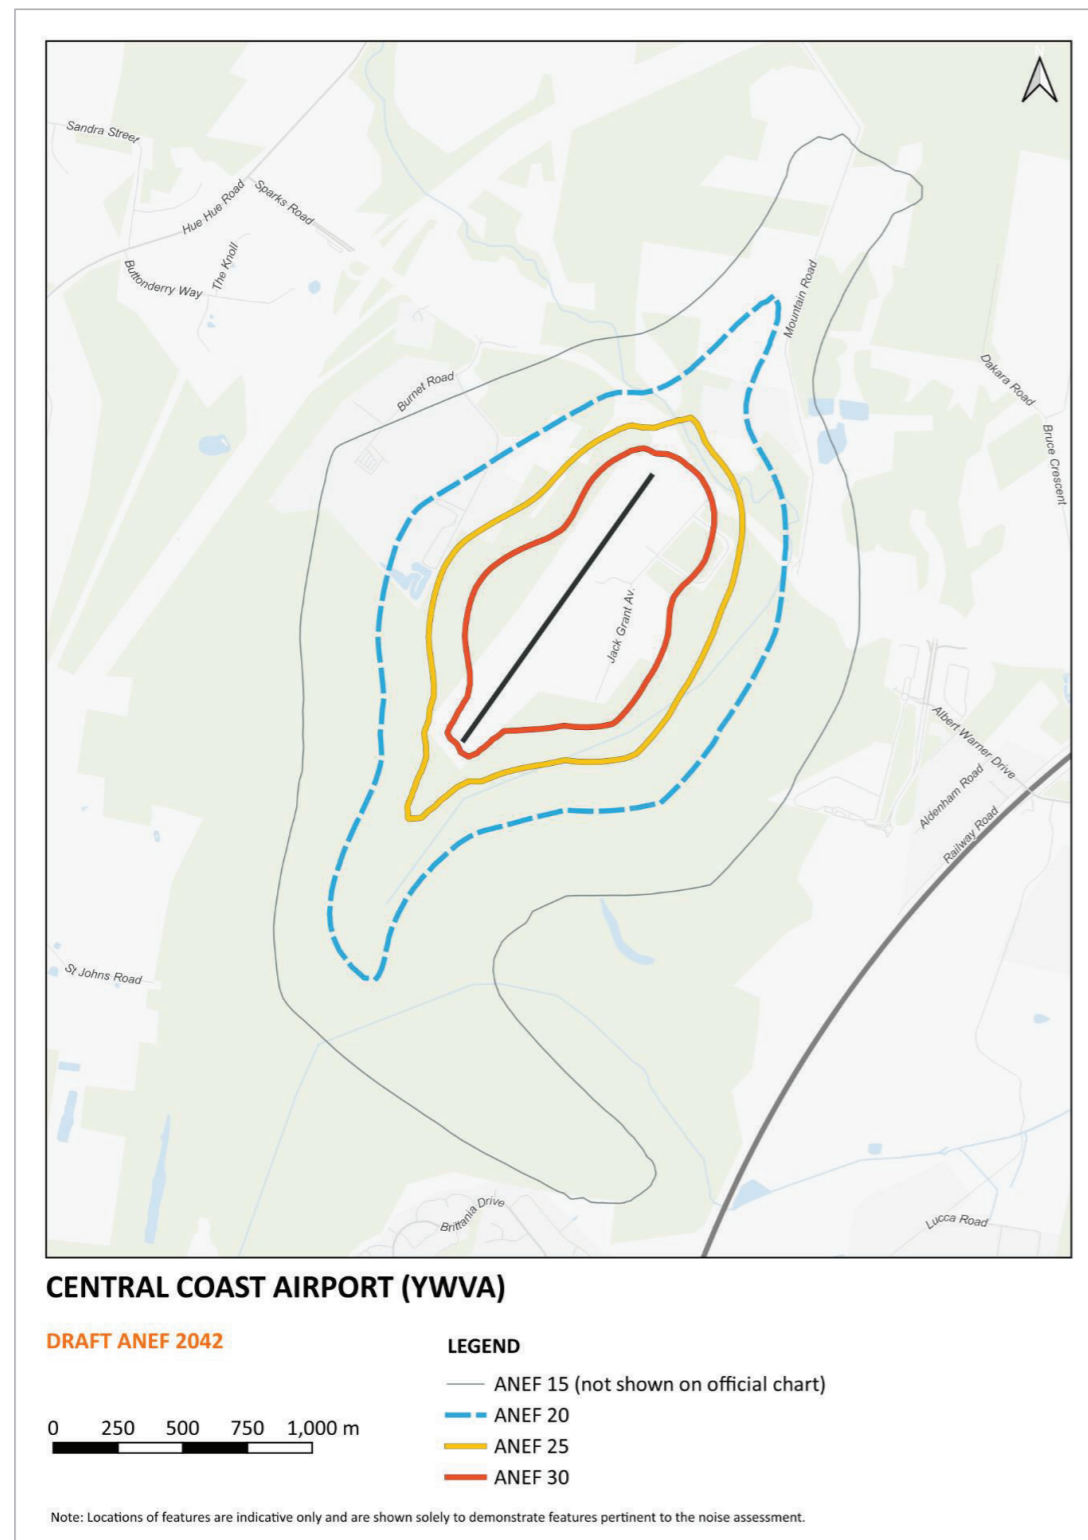 N
Sandra Street
Hue Hue Road
Sparks Road
The Knoll
Buttonderry Way
Mountain Road
Burnet Road
Dakara Road
Bruce Crescent
Jack Grant Av.
Albert Warner Drive
Aldenham Road
Railway Road
St Johns Road
Brittania Drive
Lucca Road
CENTRAL COAST AIRPORT (YWVA)
DRAFT ANEF 2042
LEGEND
ANEF 15 (not shown on official chart)
ANEF 20
ANEF 25
ANEF 30
0 250 500 750 1,000 m
Note: Locations of features are indicative only and are shown solely to demonstrate features pertinent to the noise assessment.